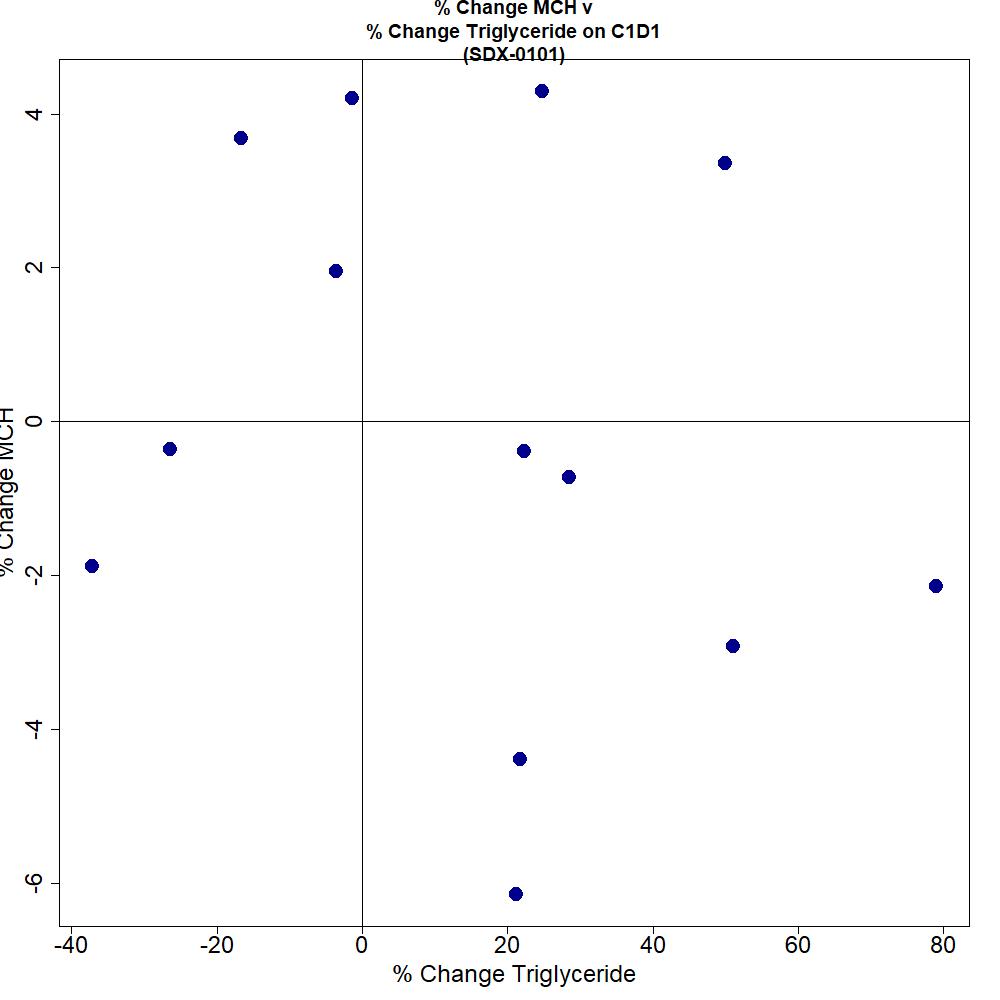 % Change MCH v
% Change Triglyceride on C1D1
(SDX-0101)
4
2
0
-2
-4
-6
% Change MCH
-40 -20 0 20 40 60 80
% Change Triglyceride